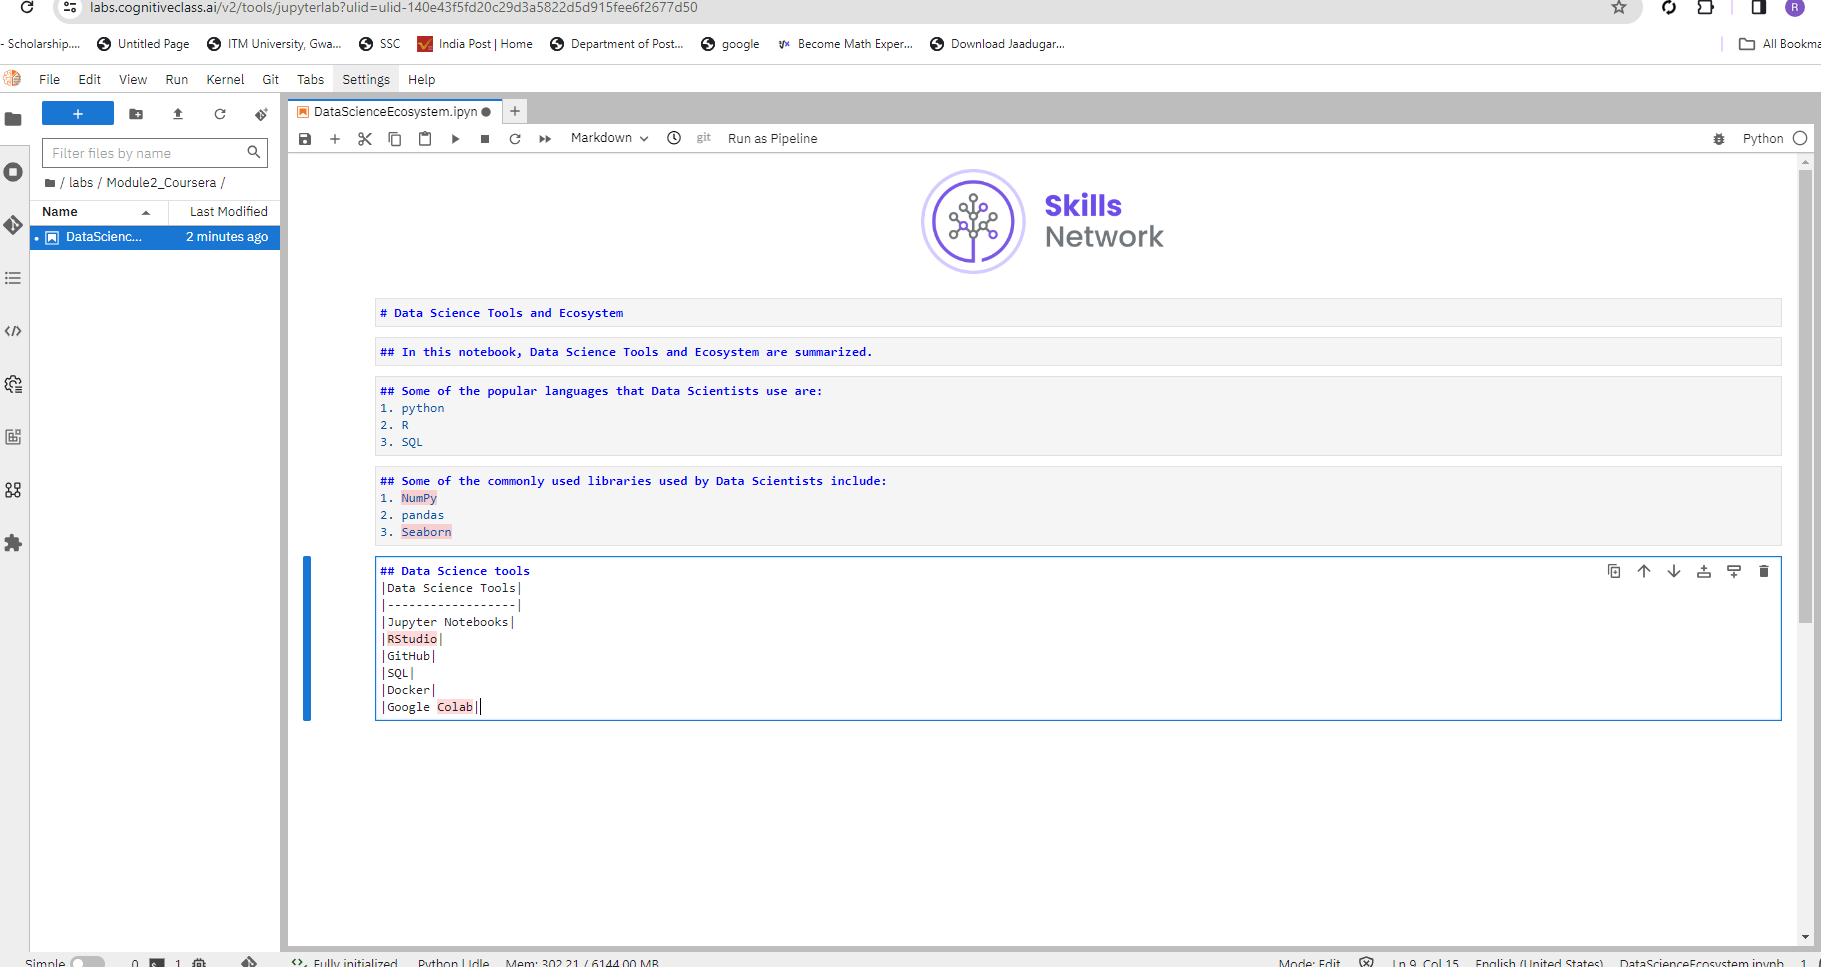 labs.cognitiveclass.ai/v2/tools/jupyterlab?ulid=ulid-140e43f5fd20c29d3a5822d5d915fee6f2677d50
R
- Scholarship.... Untitled Page ITM University, Gwa... SSC India Post | Home Department of Post... google Become Math Exper... Download Jaadugar... All Bookma
File Edit View Run Kernel Git Tabs Settings Help
DataScienceEcosystem.ipyn
Markdown git Run as Pipeline Python
Filter files by name
/ labs / Module2_Coursera /
Name Last Modified
DataScienc... 2 minutes ago
Skills
Network
# Data Science Tools and Ecosystem
## In this notebook, Data Science Tools and Ecosystem are summarized.
## Some of the popular languages that Data Scientists use are:
1. python
2. R
3. SQL
## Some of the commonly used libraries used by Data Scientists include:
1. NumPy
2. pandas
3. Seaborn
## Data Science tools
|Data Science Tools|
|------------------|
|Jupyter Notebooks|
|RStudio|
|GitHub|
|SQL|
|Docker|
|Google Colab|
Simple 0 1 Fully initialized Python | Idle Mem: 302.21 / 6144.00 MB Mode: Edit Ln 9, Col 15 English (United States) DataScienceEcosystem.ipynb 1